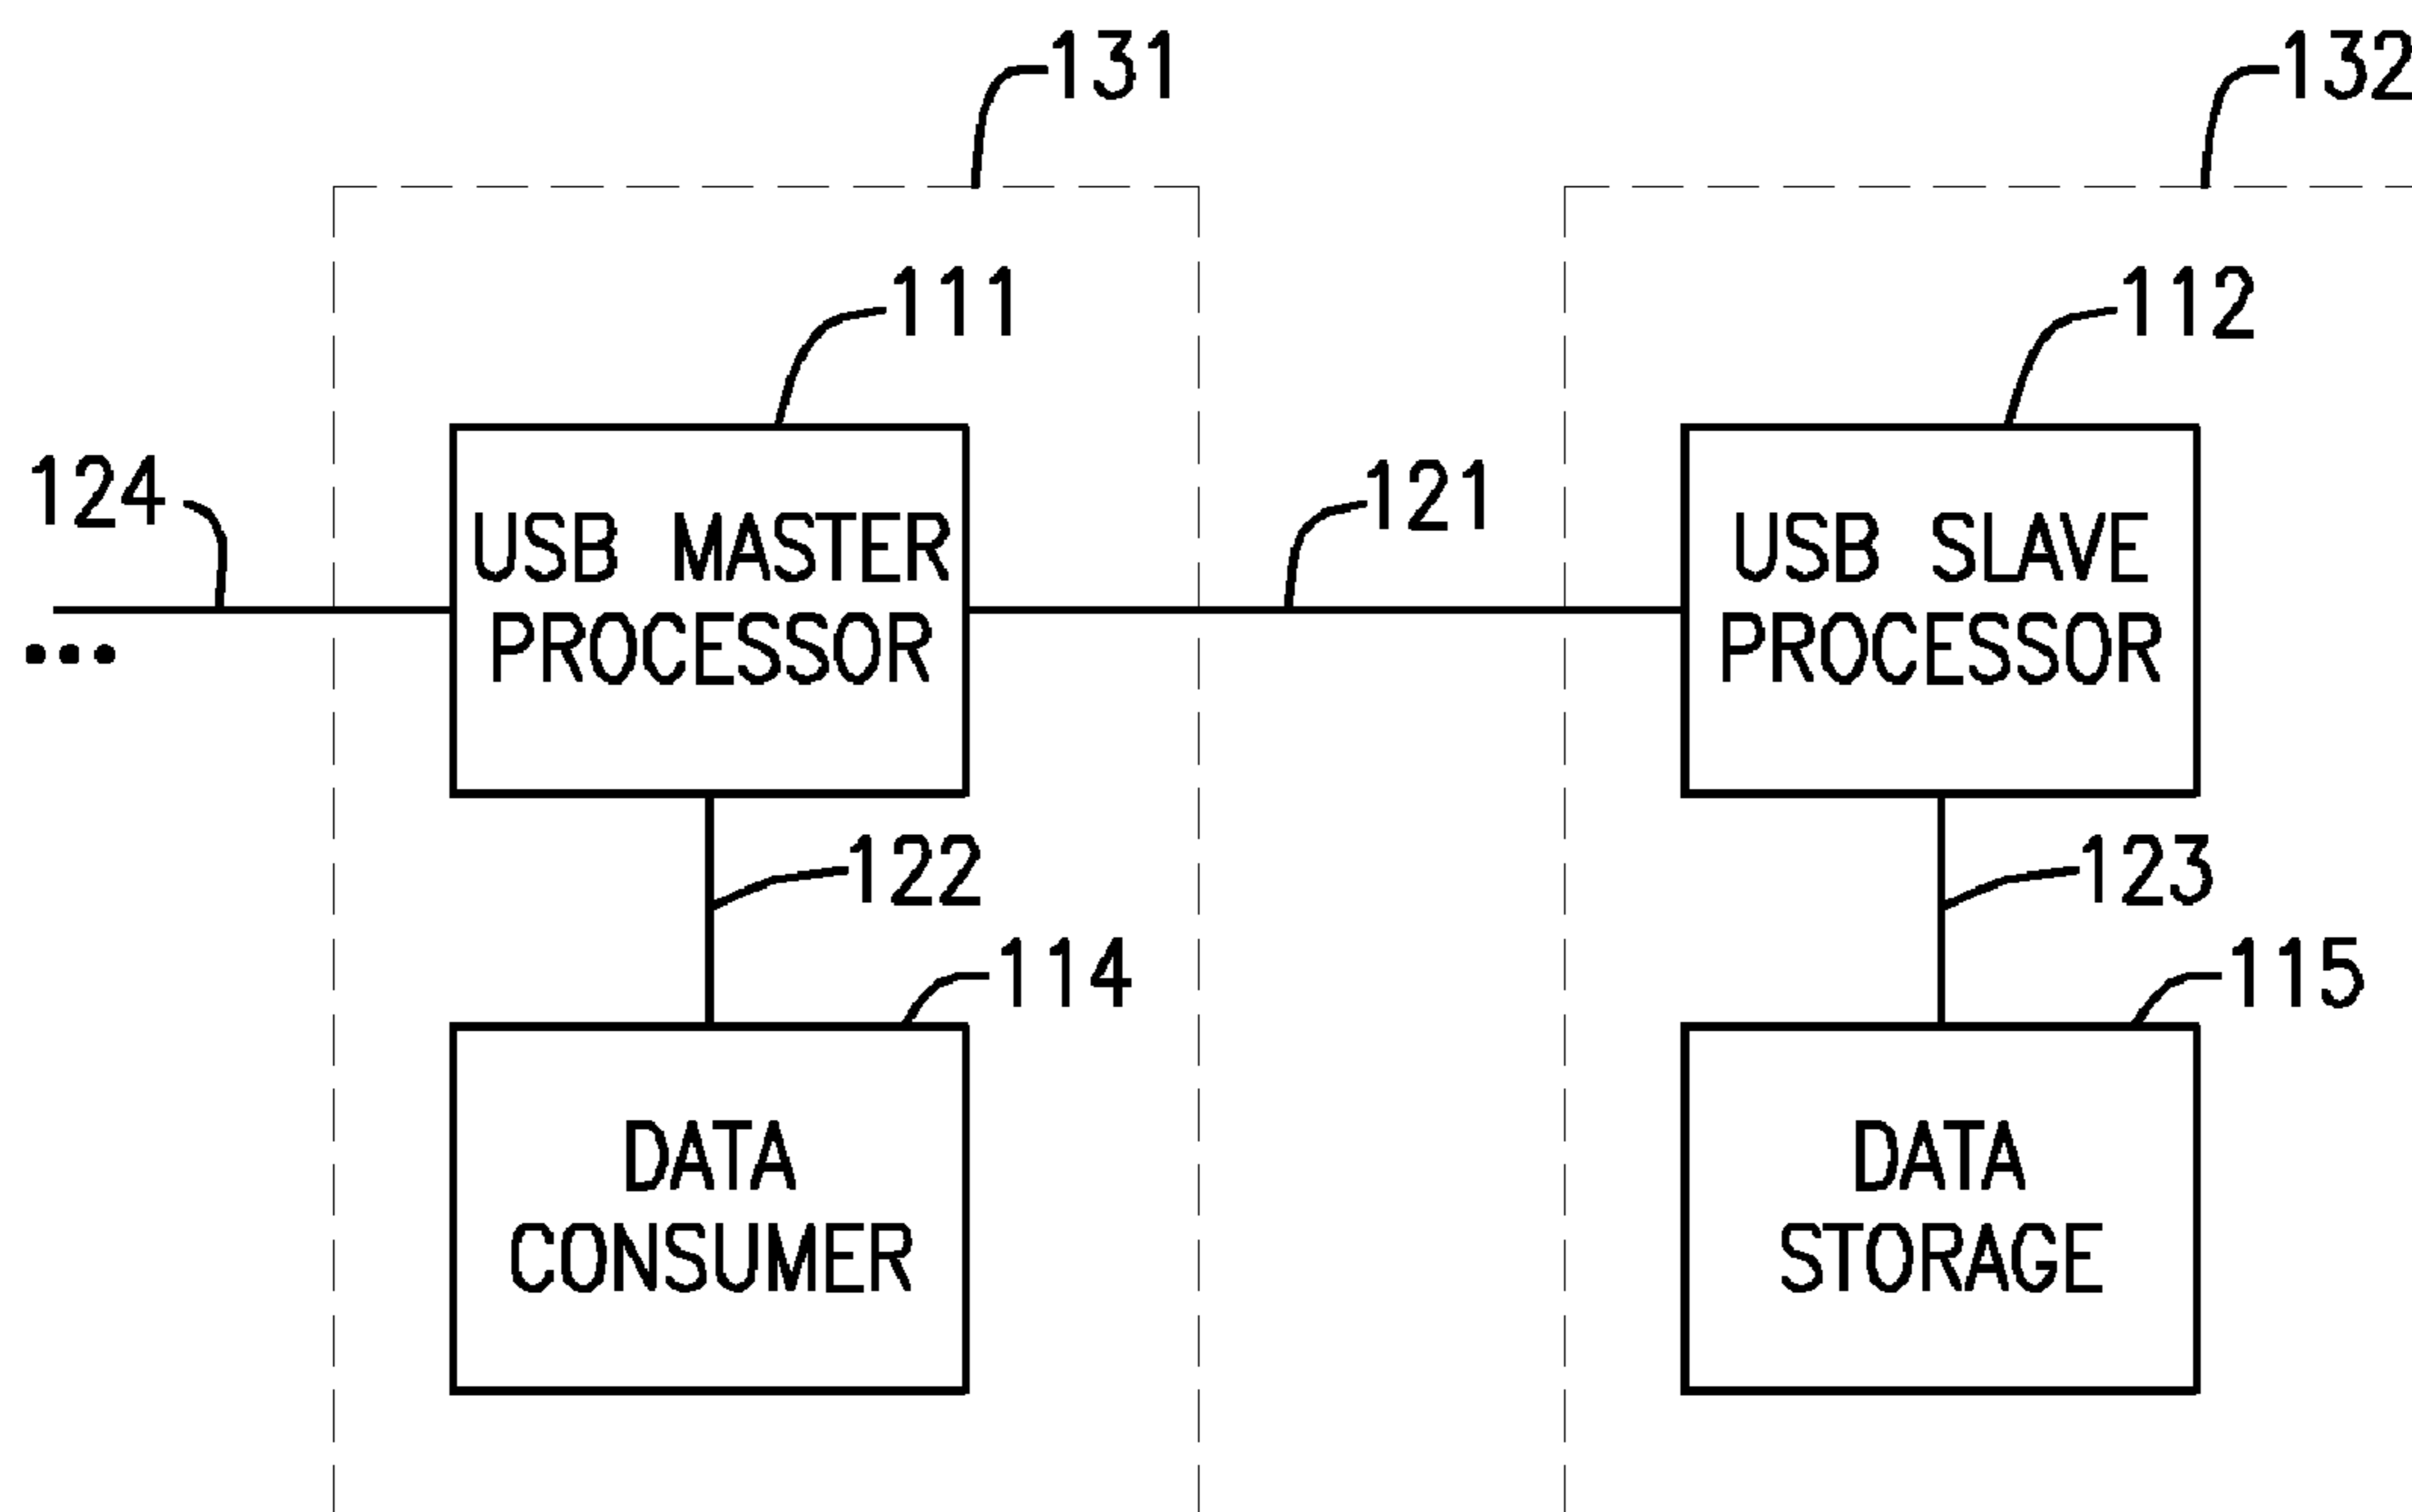 131
132
111
112
124
121
USB MASTER
PROCESSOR
USB SLAVE
PROCESSOR
122
123
114
115
DATA
CONSUMER
DATA
STORAGE